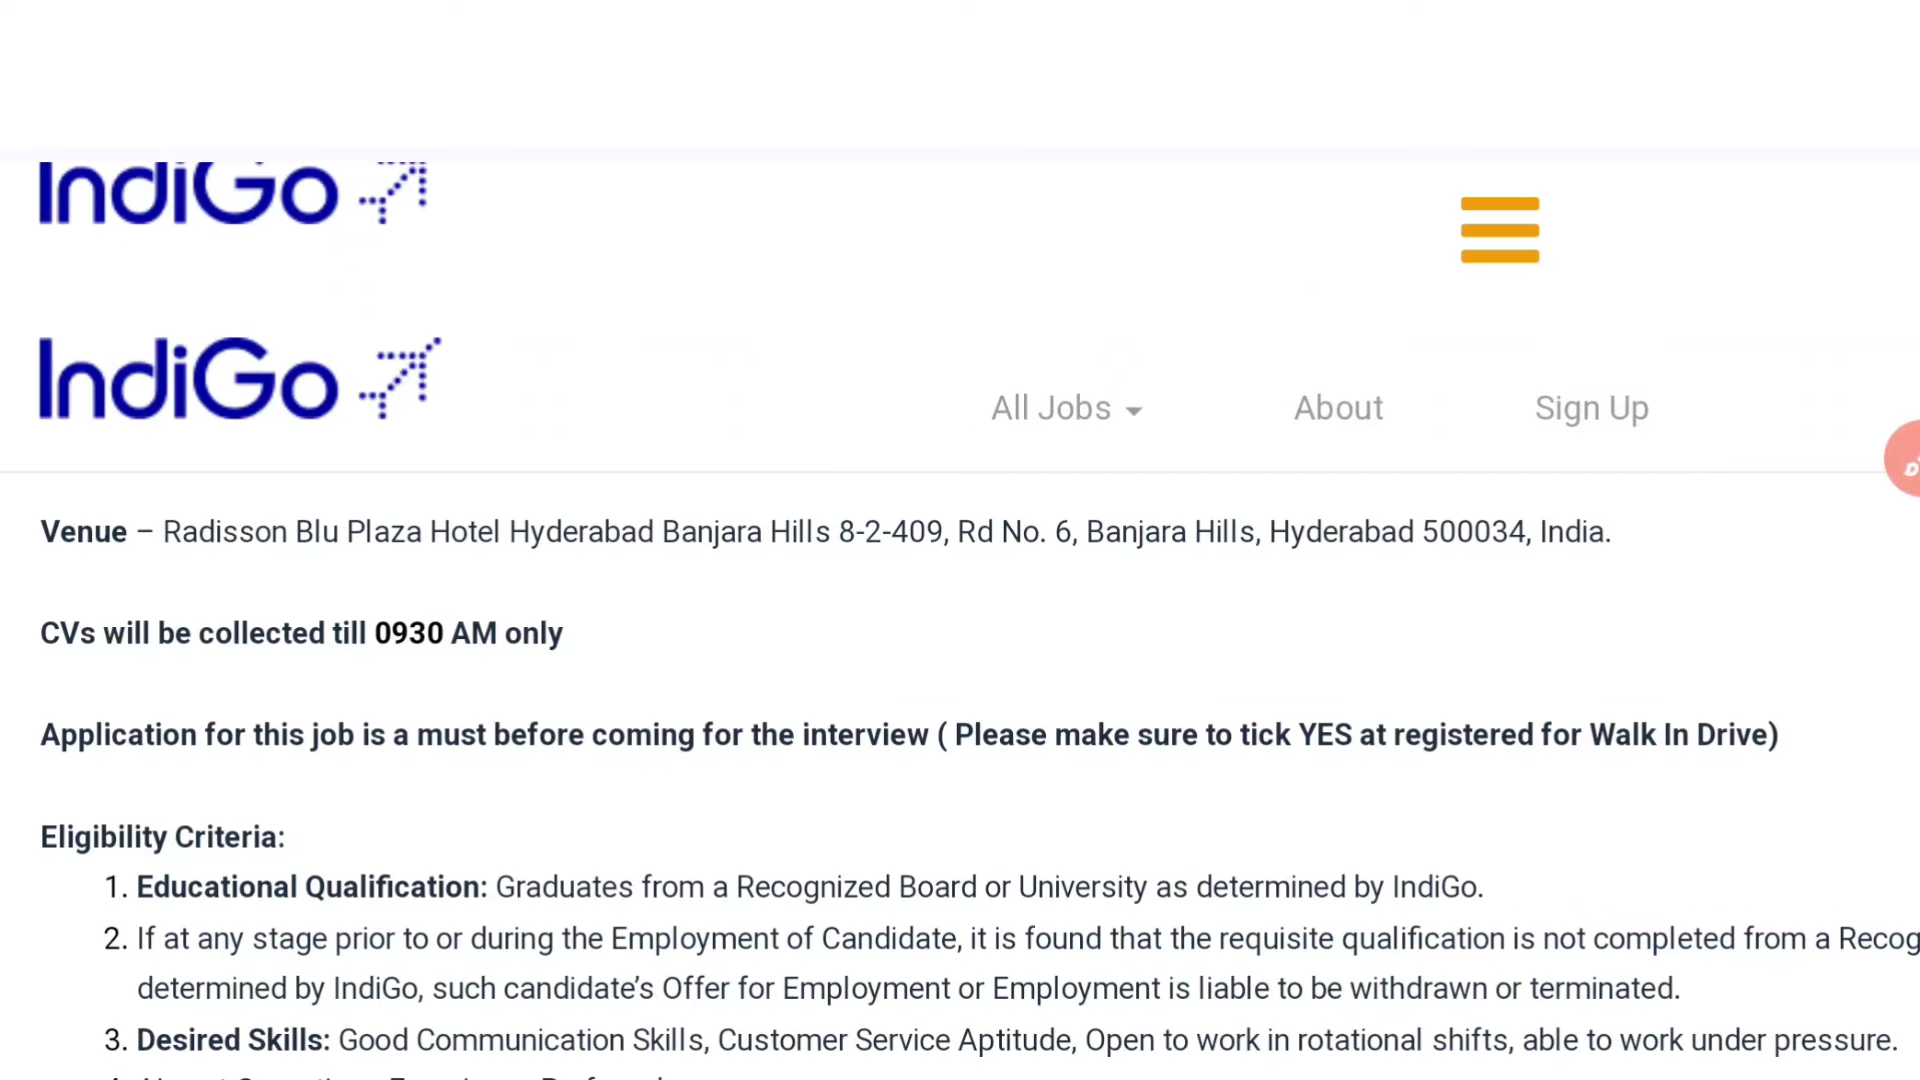 IndiGo
IndiGo
All Jobs
About
Sign Up
Venue – Radisson Blu Plaza Hotel Hyderabad Banjara Hills 8-2-409, Rd No. 6, Banjara Hills, Hyderabad 500034, India.
CVs will be collected till 0930 AM only
Application for this job is a must before coming for the interview ( Please make sure to tick YES at registered for Walk In Drive)
Eligibility Criteria:
1. Educational Qualification: Graduates from a Recognized Board or University as determined by IndiGo.
2. If at any stage prior to or during the Employment of Candidate, it is found that the requisite qualification is not completed from a Recog
determined by IndiGo, such candidate's Offer for Employment or Employment is liable to be withdrawn or terminated.
3. Desired Skills: Good Communication Skills, Customer Service Aptitude, Open to work in rotational shifts, able to work under pressure.